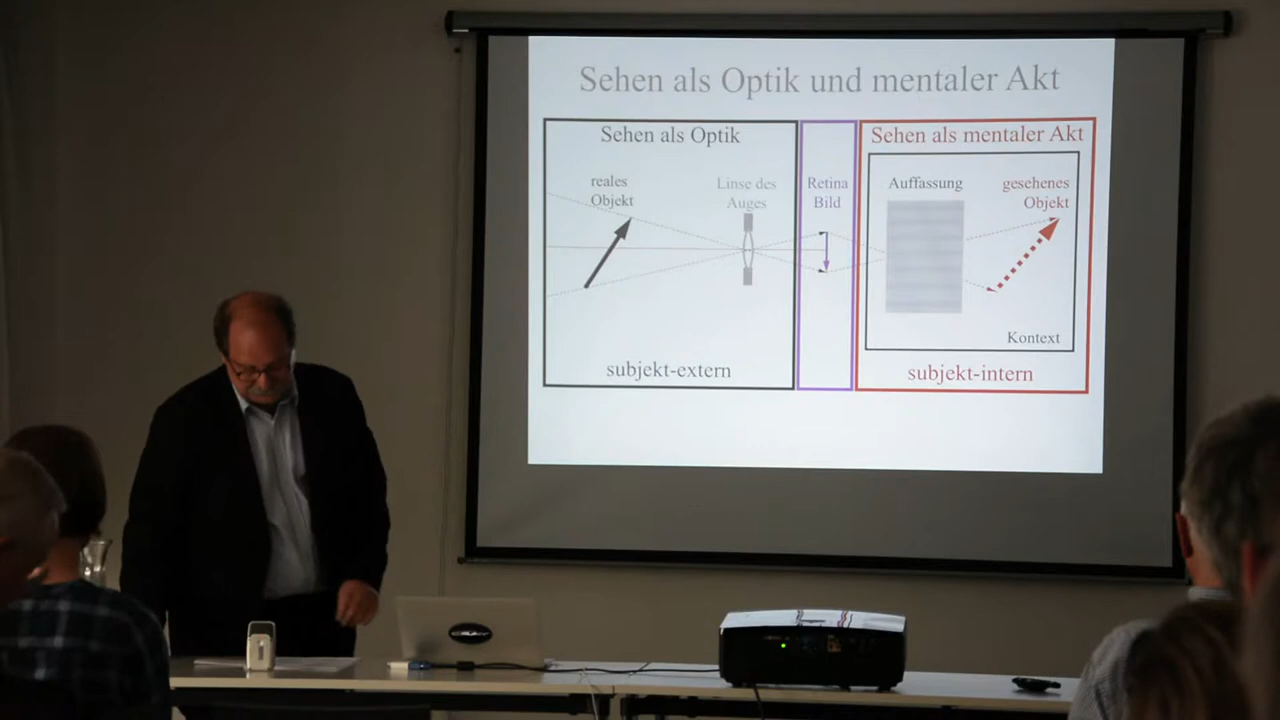 Sehen als Optik und mentaler Akt
Sehen als Optik
reales
Objekt
Linse des
Auges
subjekt-extern
Retina
Bild
Sehen als mentaler Akt
Auffassung
gesehenes
Objekt
Kontext
subjekt-intern